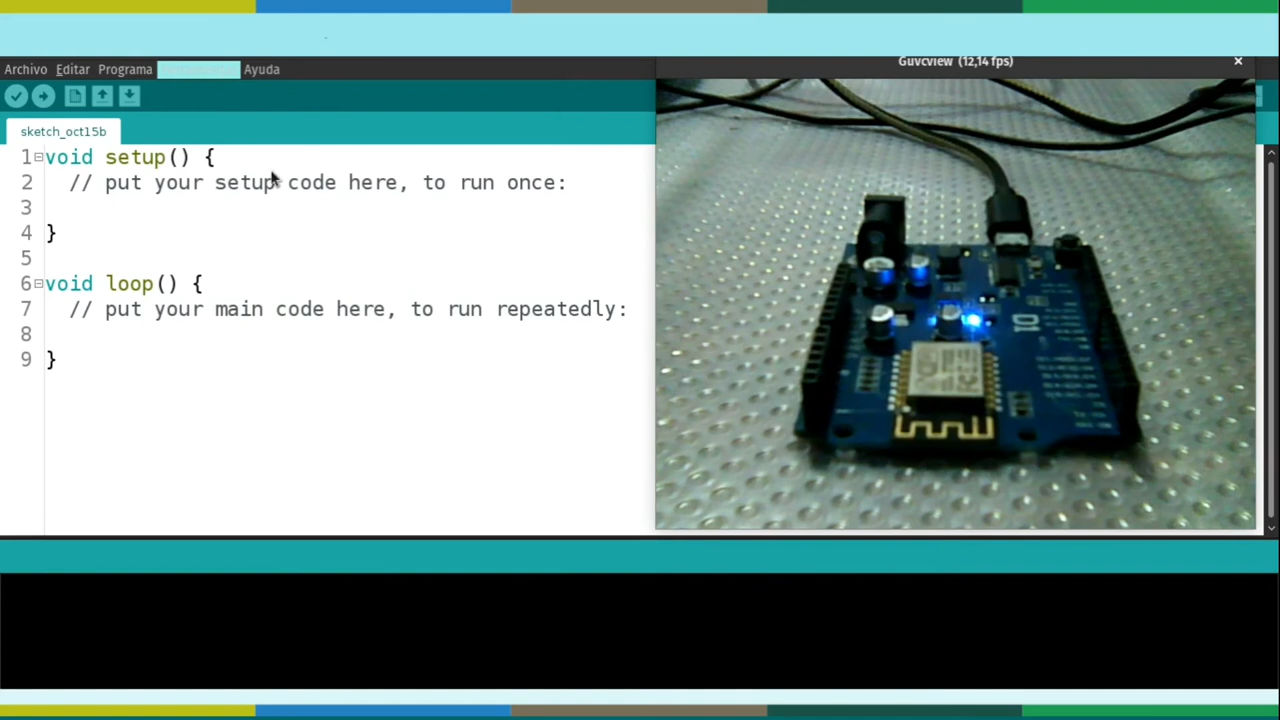 Guvcview (12,14 fps) ×
Archivo Editar Programa Ayuda
sketch_oct15b
1 void setup() {
2 // put your setup code here, to run once:
3
4 }
5
6 void loop() {
7 // put your main code here, to run repeatedly:
8
9 }
D1